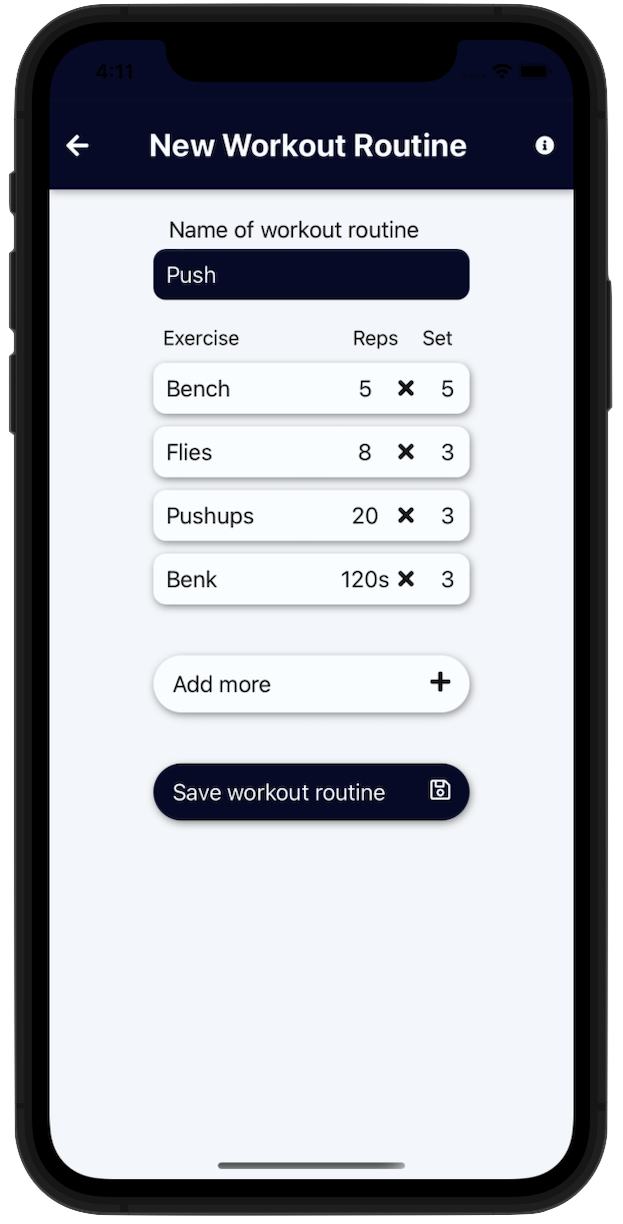 4:11
New Workout Routine
Name of workout routine
Push
Exercise Reps Set
Bench 5 × 5
Flies 8 × 3
Pushups 20 × 3
Benk 120s × 3
Add more +
Save workout routine